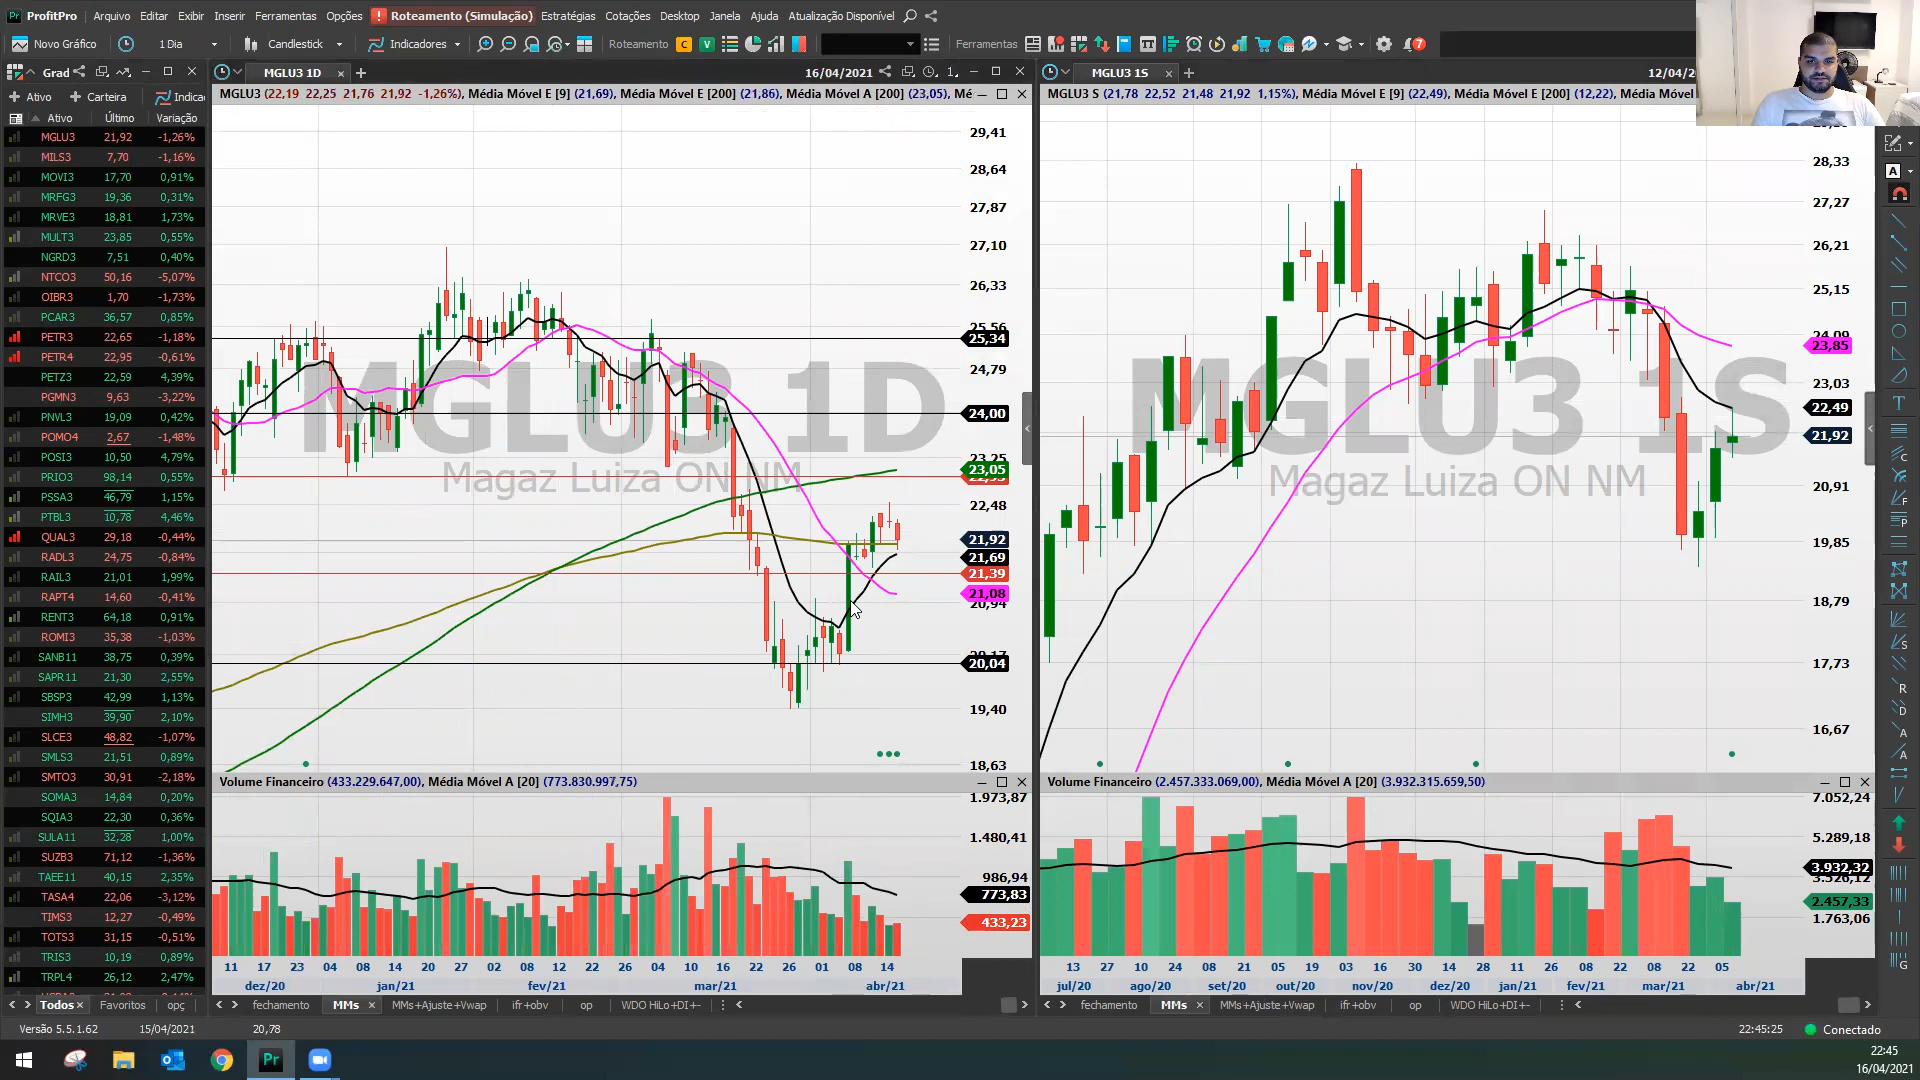 ProfitPro Arquivo Editar Exibir Inserir Ferramentas Opções Roteamento (Simulação) Estratégias Cotações Desktop Janela Ajuda Atualização Disponível
Novo Gráfico 1 Dia Candlestick Indicadores Roteamento C V Ferramentas 7
Grad MGLU3 1D 16/04/2021 1 MGLU3 1S
Ativo Carteira
MGLU3 (22,19 22,25 21,76 21,92 -1,26%), Média Móvel E [9] (21,69), Média Móvel E [200] (21,86), Média Móvel A [200] (23,05),
MGLU3 S (21,78 22,52 21,48 21,92 1,15%), Média Móvel E [9] (22,49), Média Móvel E [200] (12,22), Média Móvel
Ativo Último Variação
MGLU3 21,92 -1,26%
MILS3 7,70 -1,16%
MOVI3 17,70 0,91%
MRFG3 19,36 0,31%
MRVE3 18,81 1,73%
MULT3 23,85 0,55%
NGRD3 7,51 0,40%
NTCO3 50,16 -5,07%
OIBR3 1,70 -1,73%
PCAR3 36,57 0,85%
PETR3 22,65 -1,18%
PETR4 22,95 -0,61%
PETZ3 22,59 4,39%
PGMN3 9,63 -3,22%
PNVL3 19,09 0,42%
POMO4 2,67 -1,48%
POSI3 10,50 4,79%
PRIO3 98,14 0,55%
PSSA3 46,79 1,15%
PTBL3 10,78 4,46%
QUAL3 29,18 -0,44%
RADL3 24,75 -0,84%
RAIL3 21,01 1,99%
RAPT4 14,60 -0,41%
RENT3 64,18 0,91%
ROMI3 35,38 -1,03%
SANB11 38,75 0,39%
SAPR11 21,30 2,55%
SBSP3 42,99 1,13%
SIMH3 39,90 2,10%
SLCE3 48,82 -1,07%
SMLS3 21,51 0,89%
SMTO3 30,91 -2,18%
SOMA3 14,84 0,20%
SQIA3 22,30 0,36%
SULA11 32,28 1,00%
SUZB3 71,12 -1,36%
TAEE11 40,15 2,35%
TASA4 22,06 -3,12%
TIMS3 12,27 -0,49%
TOTS3 31,15 -0,51%
TRIS3 10,19 0,89%
TRPL4 26,12 2,47%
MGLU3 1D
Magaz Luiza ON NM
29,41
28,64
27,87
27,10
26,33
25,56
25,34
24,79
24,00
23,25
23,05
22,48
21,92
21,69
21,39
21,08
20,94
20,04
19,40
18,63
MGLU3 1S
Magaz Luiza ON NM
28,33
27,27
26,21
25,15
24,09
23,85
23,03
22,49
21,92
20,91
19,85
18,79
17,73
16,67
Volume Financeiro (433.229.647,00), Média Móvel A [20] (773.830.997,75)
1.973,87
1.480,41
986,94
773,83
433,23
11 17 23 04 08 14 20 27 02 08 12 22 26 04 10 16 22 26 01 08 14
dez/20 jan/21 fev/21 mar/21 abr/21
Volume Financeiro (2.457.333.069,00), Média Móvel A [20] (3.932.315.659,50)
7.052,24
5.289,18
3.932,32
2.457,33
1.763,06
13 27 10 24 08 21 05 19 03 16 30 14 28 11 26 08 22 08 22 05
jul/20 ago/20 set/20 out/20 nov/20 dez/20 jan/21 fev/21 mar/21 abr/21
Todos Favoritos opç fechamento MMs MMs+Ajuste+Vwap ifr+obv op WDO HiLo+DI+-
fechamento MMs MMs+Ajuste+Vwap ifr+obv op WDO HiLo+DI+-
Versão 5.5.1.62 15/04/2021 20,78 22:45:25 Conectado
Pr
22:45
16/04/2021